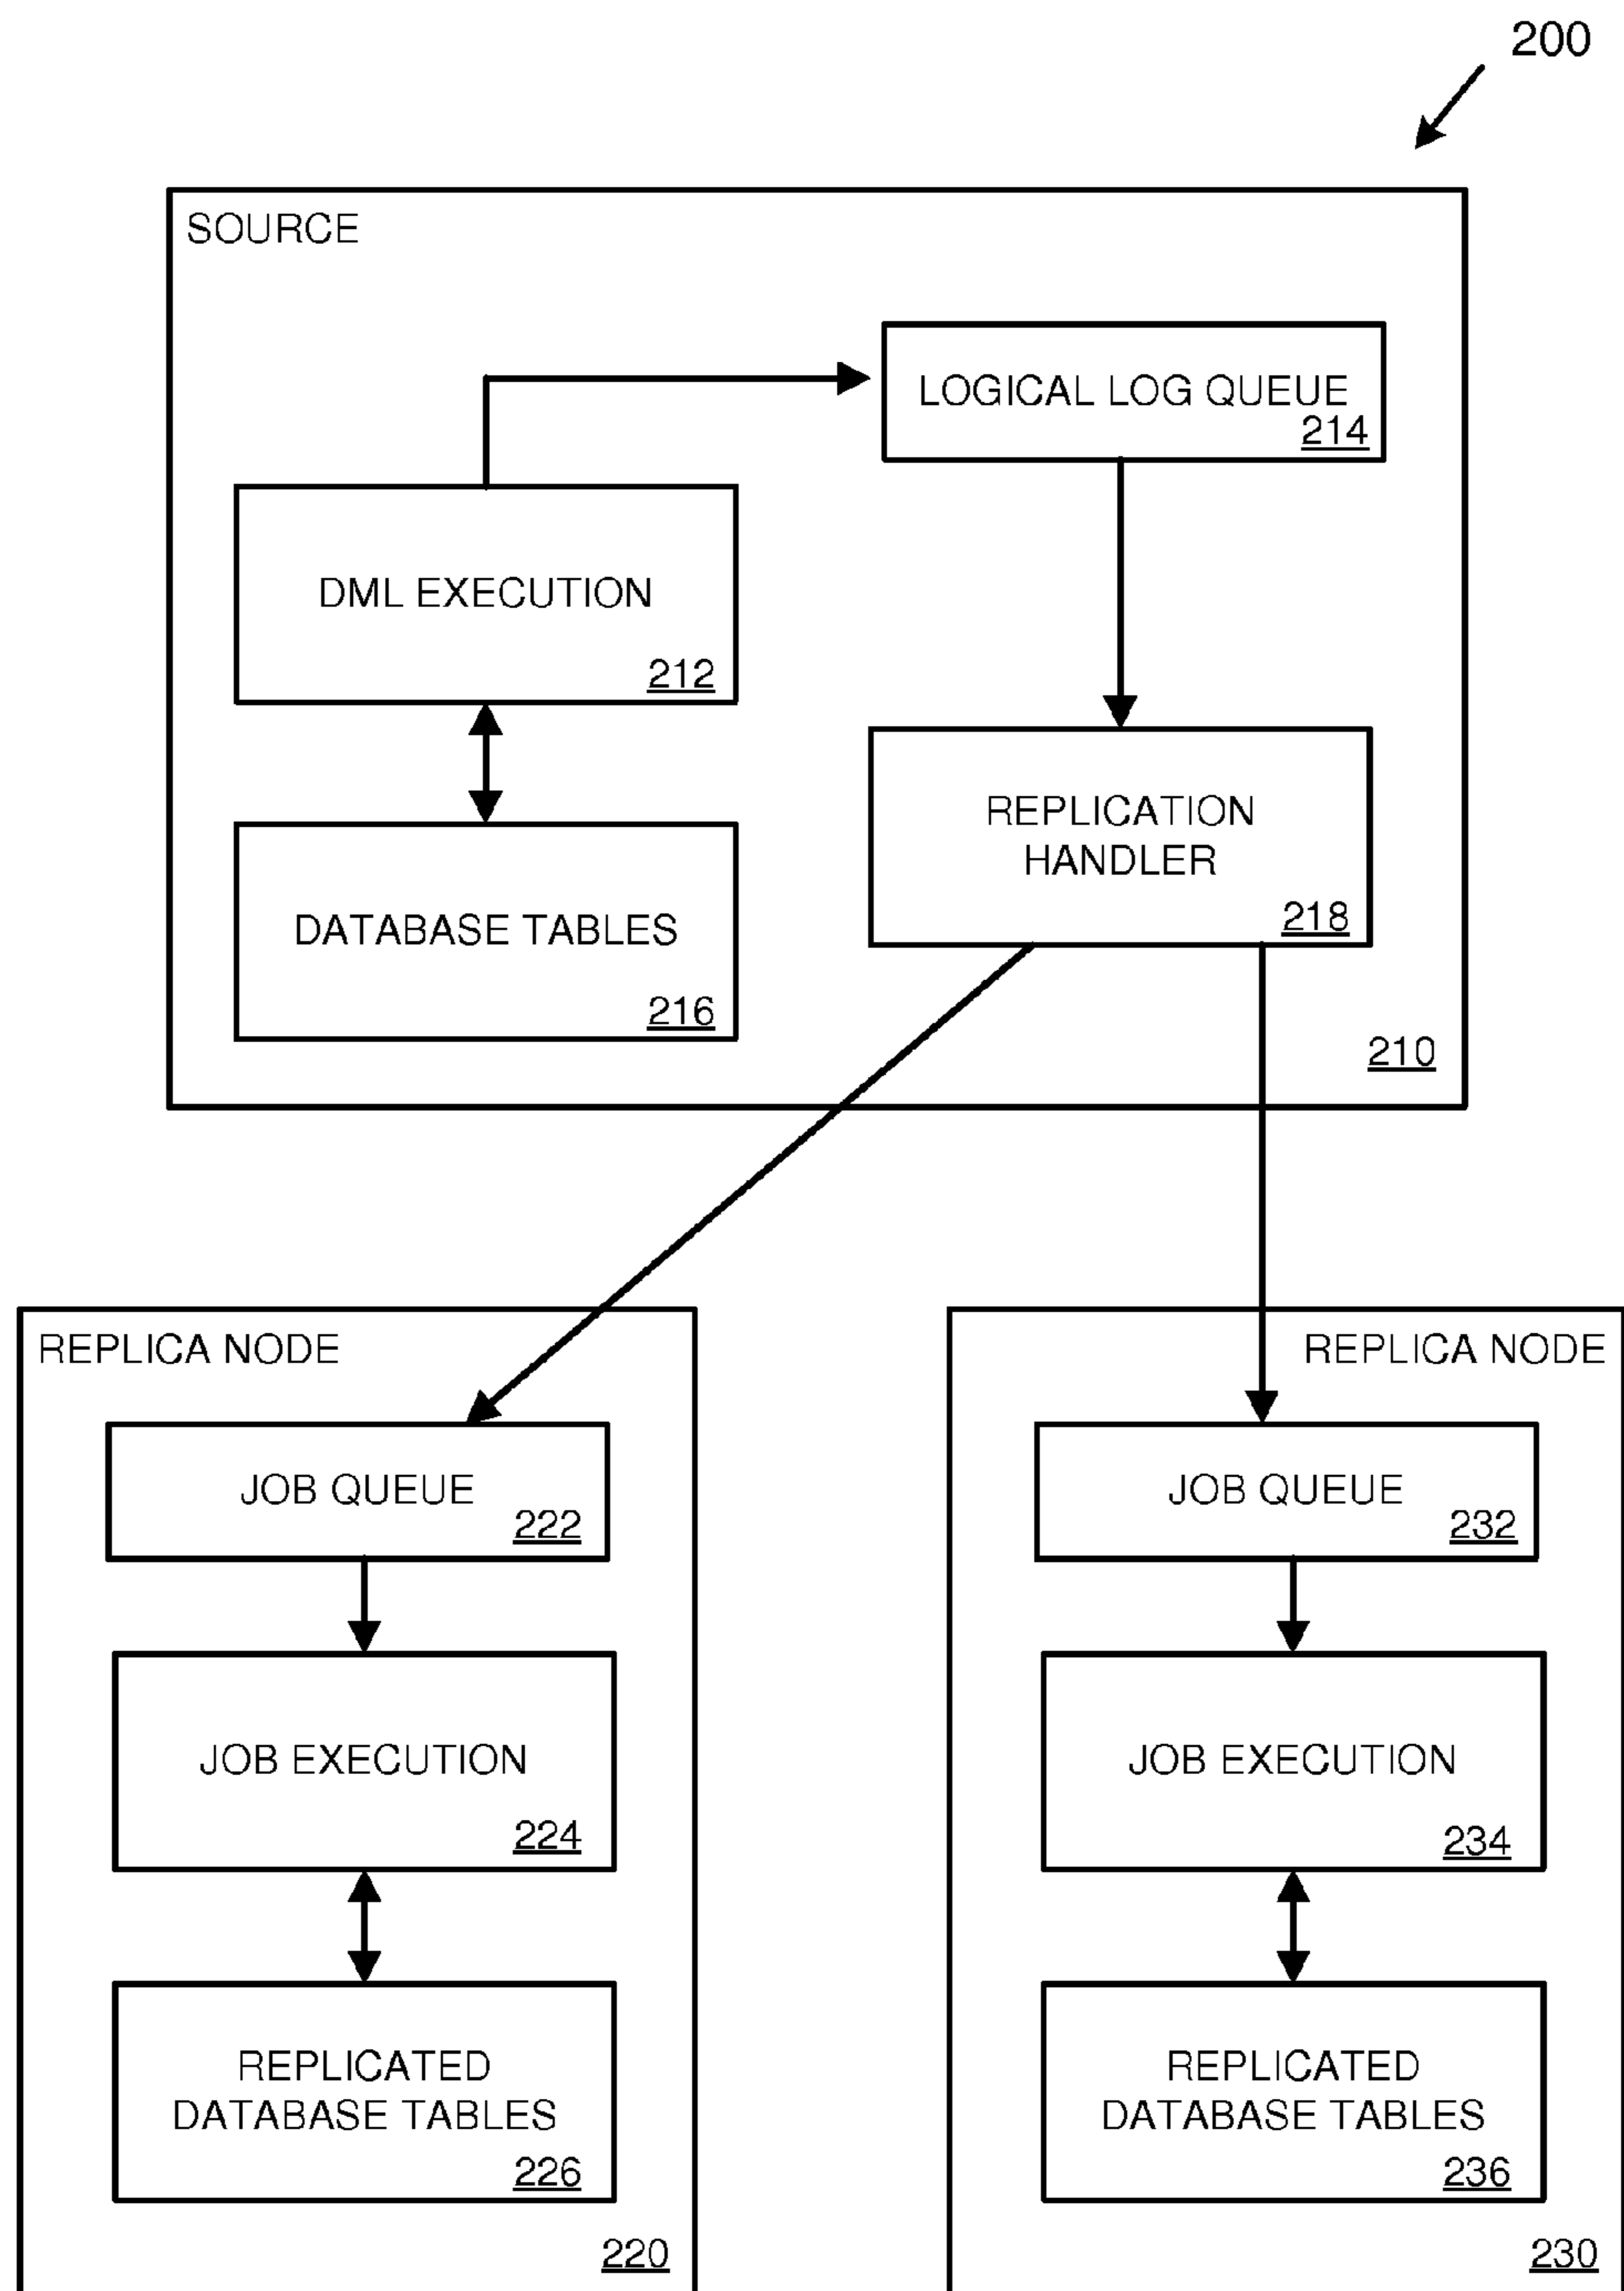 200
SOURCE
LOGICAL LOG QUEUE
214
DML EXECUTION
212
REPLICATION
HANDLER
218
DATABASE TABLES
216
210
REPLICA NODE
JOB QUEUE
222
JOB EXECUTION
224
REPLICATED
DATABASE TABLES
226
220
REPLICA NODE
JOB QUEUE
232
JOB EXECUTION
234
REPLICATED
DATABASE TABLES
236
230